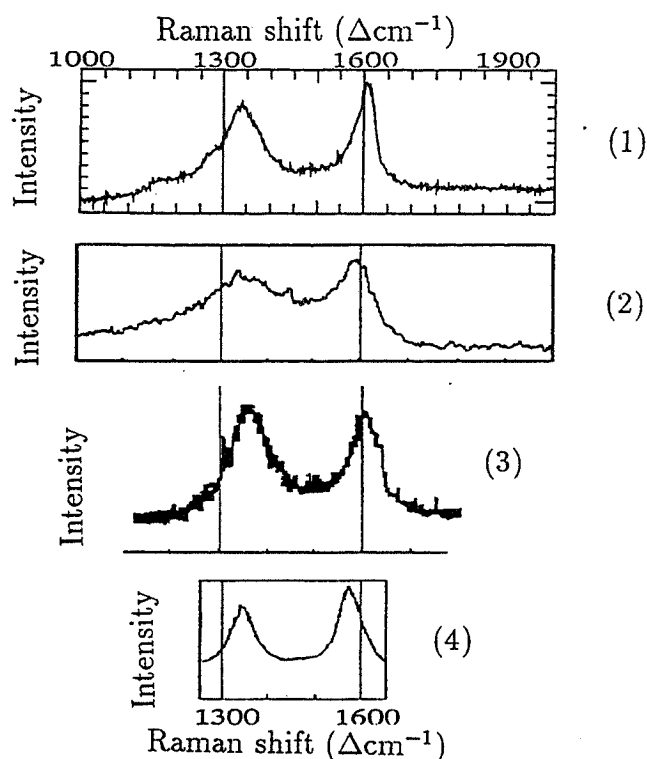 Raman shift (Δcm⁻¹)
1000 1300 1600 1900
Intensity
(1)
Intensity
(2)
Intensity
(3)
Intensity
(4)
1300 1600
Raman shift (Δcm⁻¹)